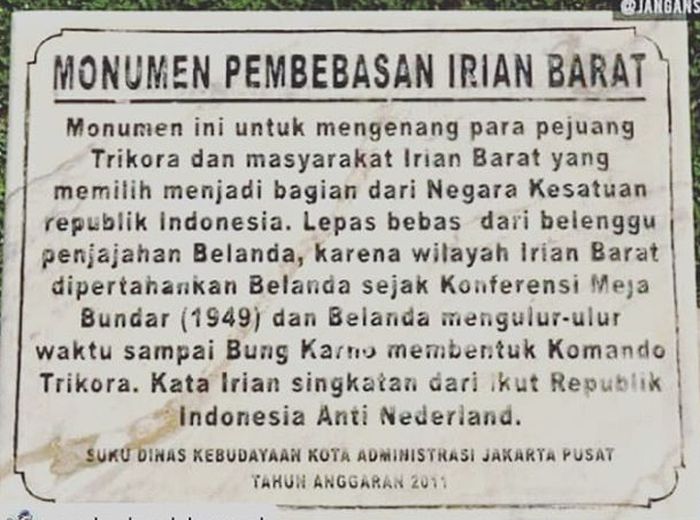 @JANGANS
MONUMEN PEMBEBASAN IRIAN BARAT
Monumen ini untuk mengenang para pejuang
Trikora dan masyarakat Irian Barat yang
memilih menjadi bagian dari Negara Kesatuan
republik Indonesia. Lepas bebas dari belenggu
penjajahan Belanda, karena wilayah Irian Barat
dipertahankan Belanda sejak Konferensi Meja
Bundar (1949) dan Belanda mengulur-ulur
waktu sampai Bung Karno membentuk Komando
Trikora. Kata Irian singkatan dari Ikut Republik
Indonesia Anti Nederland.
SUKU DINAS KEBUDAYAAN KOTA ADMINISTRASI JAKARTA PUSAT
TAHUN ANGGARAN 2011